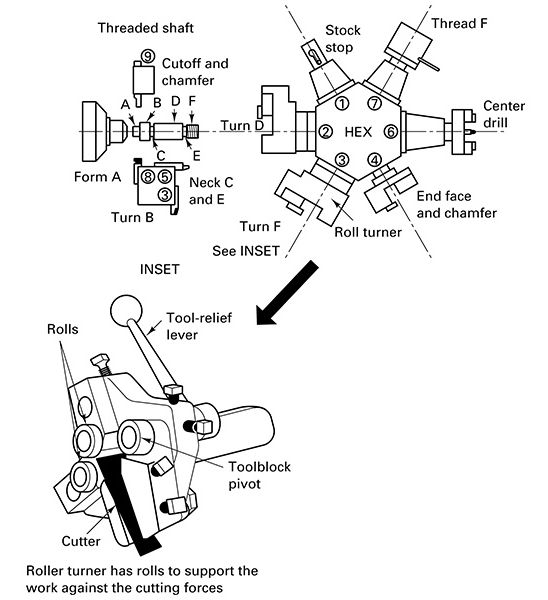 Threaded shaft
9
Cutoff and
chamfer
A
B
D
F
C
E
Form A
8
5
3
Neck C
and E
Turn B
Stock
stop
Thread F
1
7
Turn D
2
HEX
6
Center
drill
3
4
End face
and chamfer
Roll turner
Turn F
See INSET
INSET
Tool-relief
lever
Rolls
Toolblock
pivot
Cutter
Roller turner has rolls to support the
work against the cutting forces